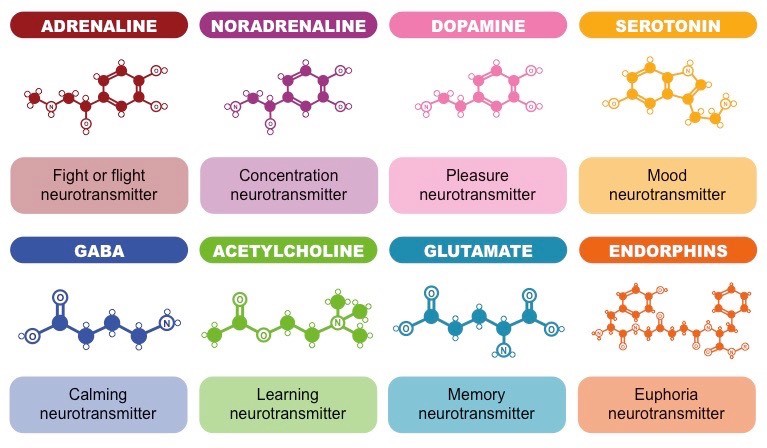 ADRENALINE
NORADRENALINE
DOPAMINE
SEROTONIN
Fight or flight
neurotransmitter
Concentration
neurotransmitter
Pleasure
neurotransmitter
Mood
neurotransmitter
GABA
ACETYLCHOLINE
GLUTAMATE
ENDORPHINS
Calming
neurotransmitter
Learning
neurotransmitter
Memory
neurotransmitter
Euphoria
neurotransmitter